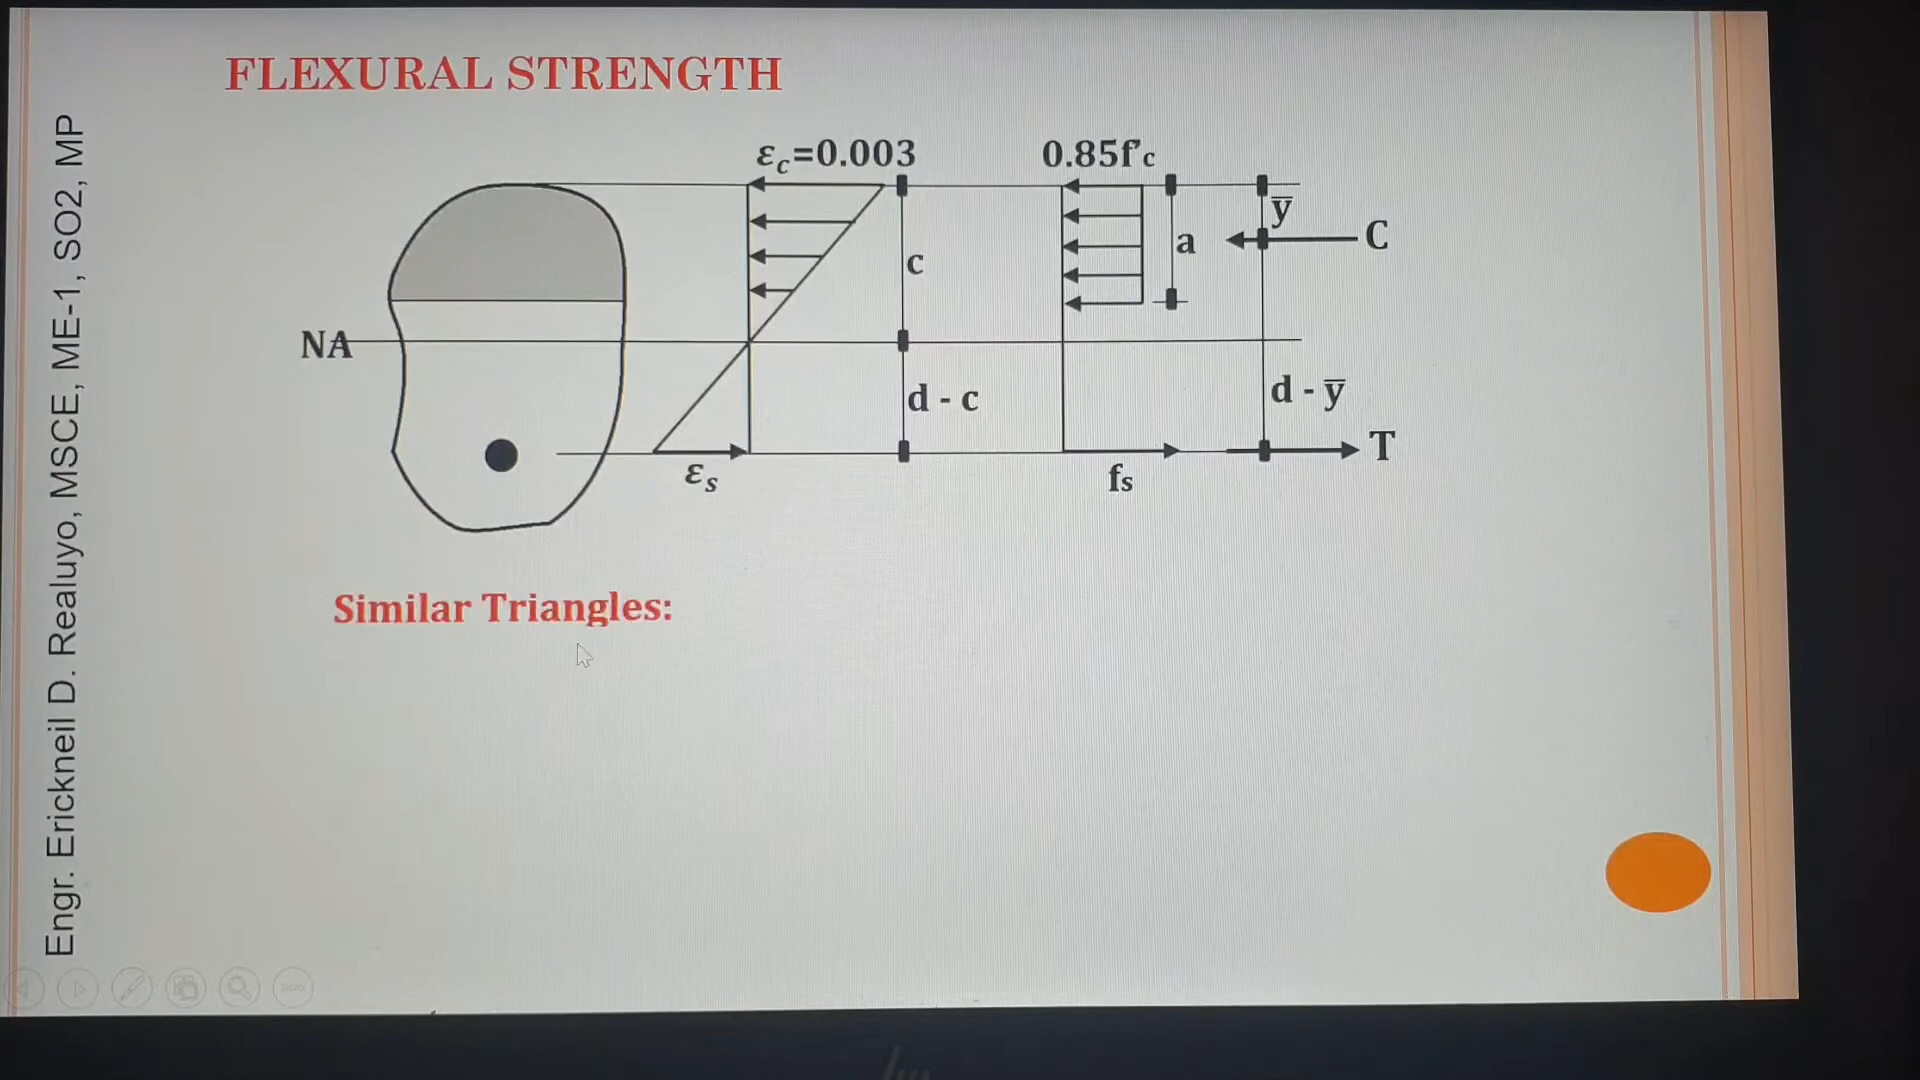 FLEXURAL STRENGTH
Engr. Erickneil D. Realuyo, MSCE, ME-1, SO2, MP
εc=0.003
0.85f'c
y̅
C
a
c
NA
d - c
d - y̅
T
εs
fs
Similar Triangles: